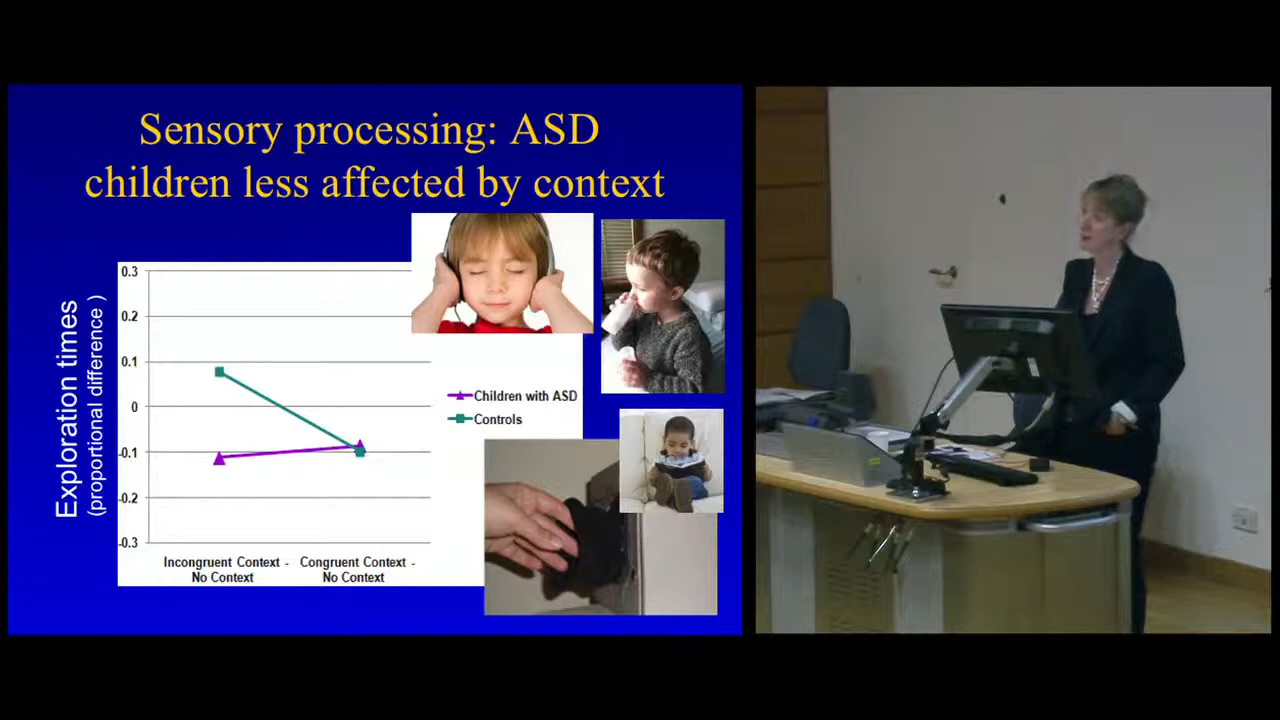 Sensory processing: ASD
children less affected by context
Exploration times
(proportional difference )
0.3
0.2
0.1
0
-0.1
-0.2
-0.3
Incongruent Context -
No Context
Congruent Context -
No Context
Children with ASD
Controls